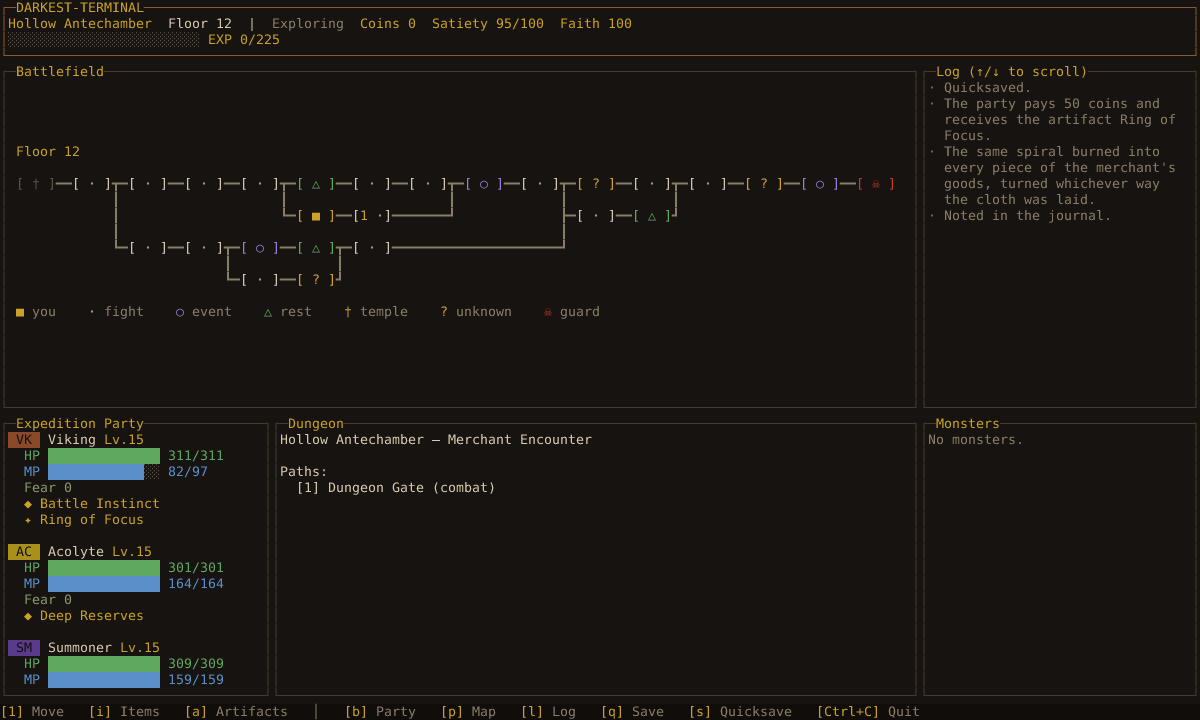 DARKEST-TERMINAL
Hollow Antechamber  Floor 12  |  Exploring  Coins 0  Satiety 95/100  Faith 100
EXP 0/225
Battlefield
Floor 12
[ † ]—[ · ]—[ · ]—[ · ]—[ · ]—[ △ ]—[ · ]—[ · ]—[ ○ ]—[ · ]—[ ? ]—[ · ]—[ · ]—[ ? ]—[ ○ ]—[ ☠ ]
[ ■ ]—[1 ·]  [ · ]—[ △ ]
[ · ]—[ · ]—[ ○ ]—[ △ ]—[ · ]
[ · ]—[ ? ]
■ you  · fight  ○ event  △ rest  † temple  ? unknown  ☠ guard
Log (↑/↓ to scroll)
· Quicksaved.
· The party pays 50 coins and
receives the artifact Ring of
Focus.
· The same spiral burned into
every piece of the merchant's
goods, turned whichever way
the cloth was laid.
· Noted in the journal.
Expedition Party
VK Viking Lv.15
HP 311/311
MP 82/97
Fear 0
◆ Battle Instinct
✦ Ring of Focus
AC Acolyte Lv.15
HP 301/301
MP 164/164
Fear 0
◆ Deep Reserves
SM Summoner Lv.15
HP 309/309
MP 159/159
Dungeon
Hollow Antechamber — Merchant Encounter
Paths:
[1] Dungeon Gate (combat)
Monsters
No monsters.
[1] Move  [i] Items  [a] Artifacts  |  [b] Party  [p] Map  [l] Log  [q] Save  [s] Quicksave  [Ctrl+C] Quit